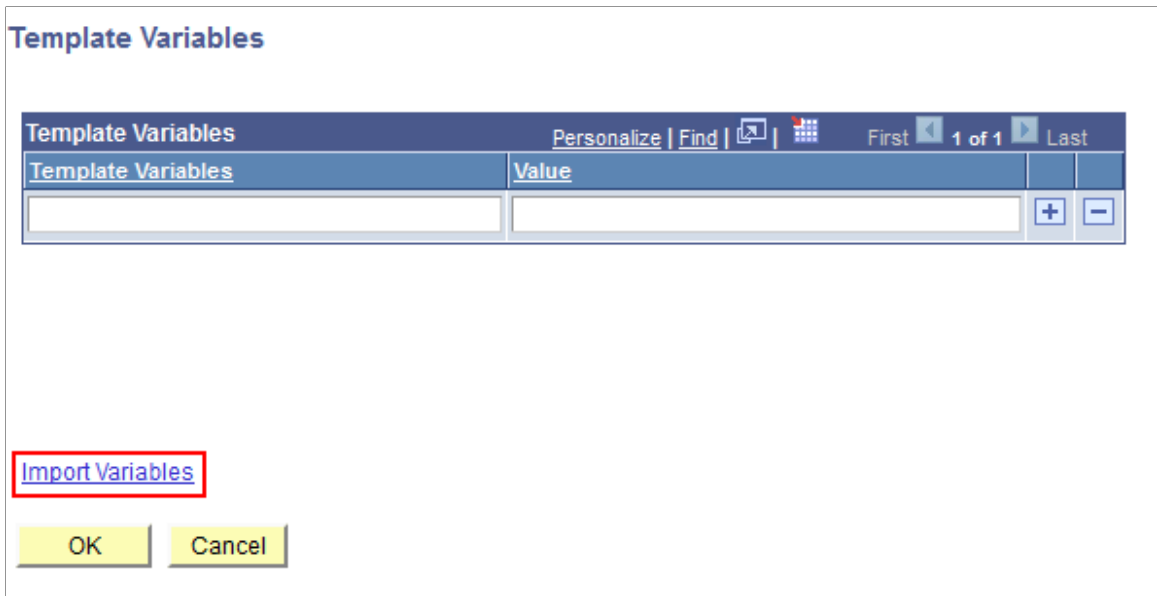 Template Variables
Template Variables Personalize | Find | | First 1 of 1 Last
Template Variables Value
Import Variables
OK Cancel